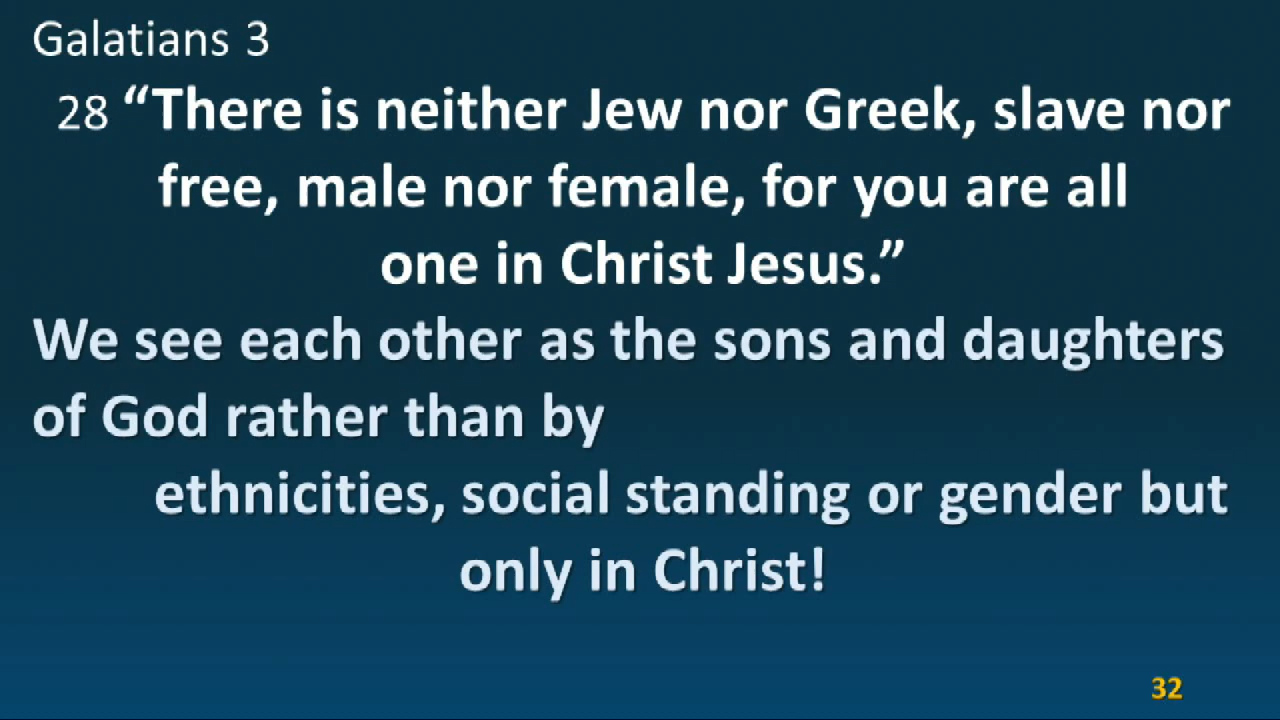 Galatians 3
28 “There is neither Jew nor Greek, slave nor
free, male nor female, for you are all
one in Christ Jesus.”
We see each other as the sons and daughters
of God rather than by
ethnicities, social standing or gender but
only in Christ!
32